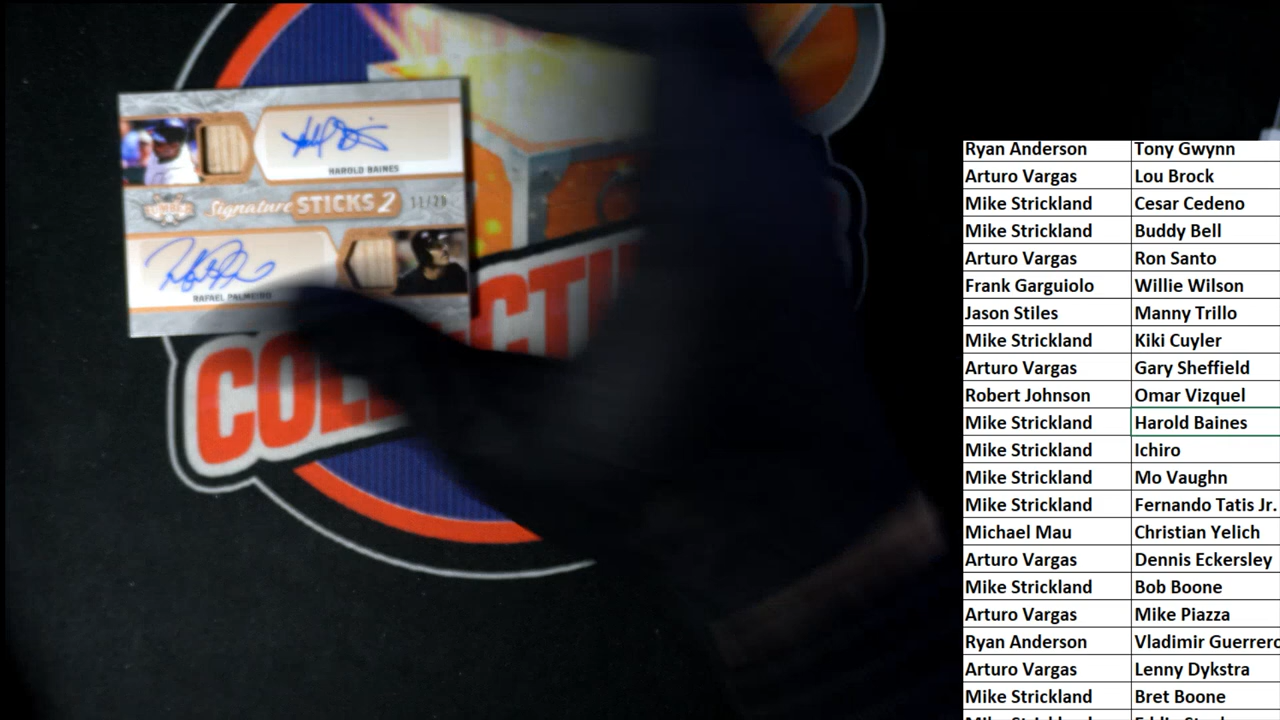 HAROLD BAINES
LUMBER
Signature STICKS 2
RAFAEL PALMEIRO
Ryan Anderson Tony Gwynn
Arturo Vargas Lou Brock
Mike Strickland Cesar Cedeno
Mike Strickland Buddy Bell
Arturo Vargas Ron Santo
Frank Garguiolo Willie Wilson
Jason Stiles Manny Trillo
Mike Strickland Kiki Cuyler
Arturo Vargas Gary Sheffield
Robert Johnson Omar Vizquel
Mike Strickland Harold Baines
Mike Strickland Ichiro
Mike Strickland Mo Vaughn
Mike Strickland Fernando Tatis Jr.
Michael Mau Christian Yelich
Arturo Vargas Dennis Eckersley
Mike Strickland Bob Boone
Arturo Vargas Mike Piazza
Ryan Anderson Vladimir Guerrero
Arturo Vargas Lenny Dykstra
Mike Strickland Bret Boone